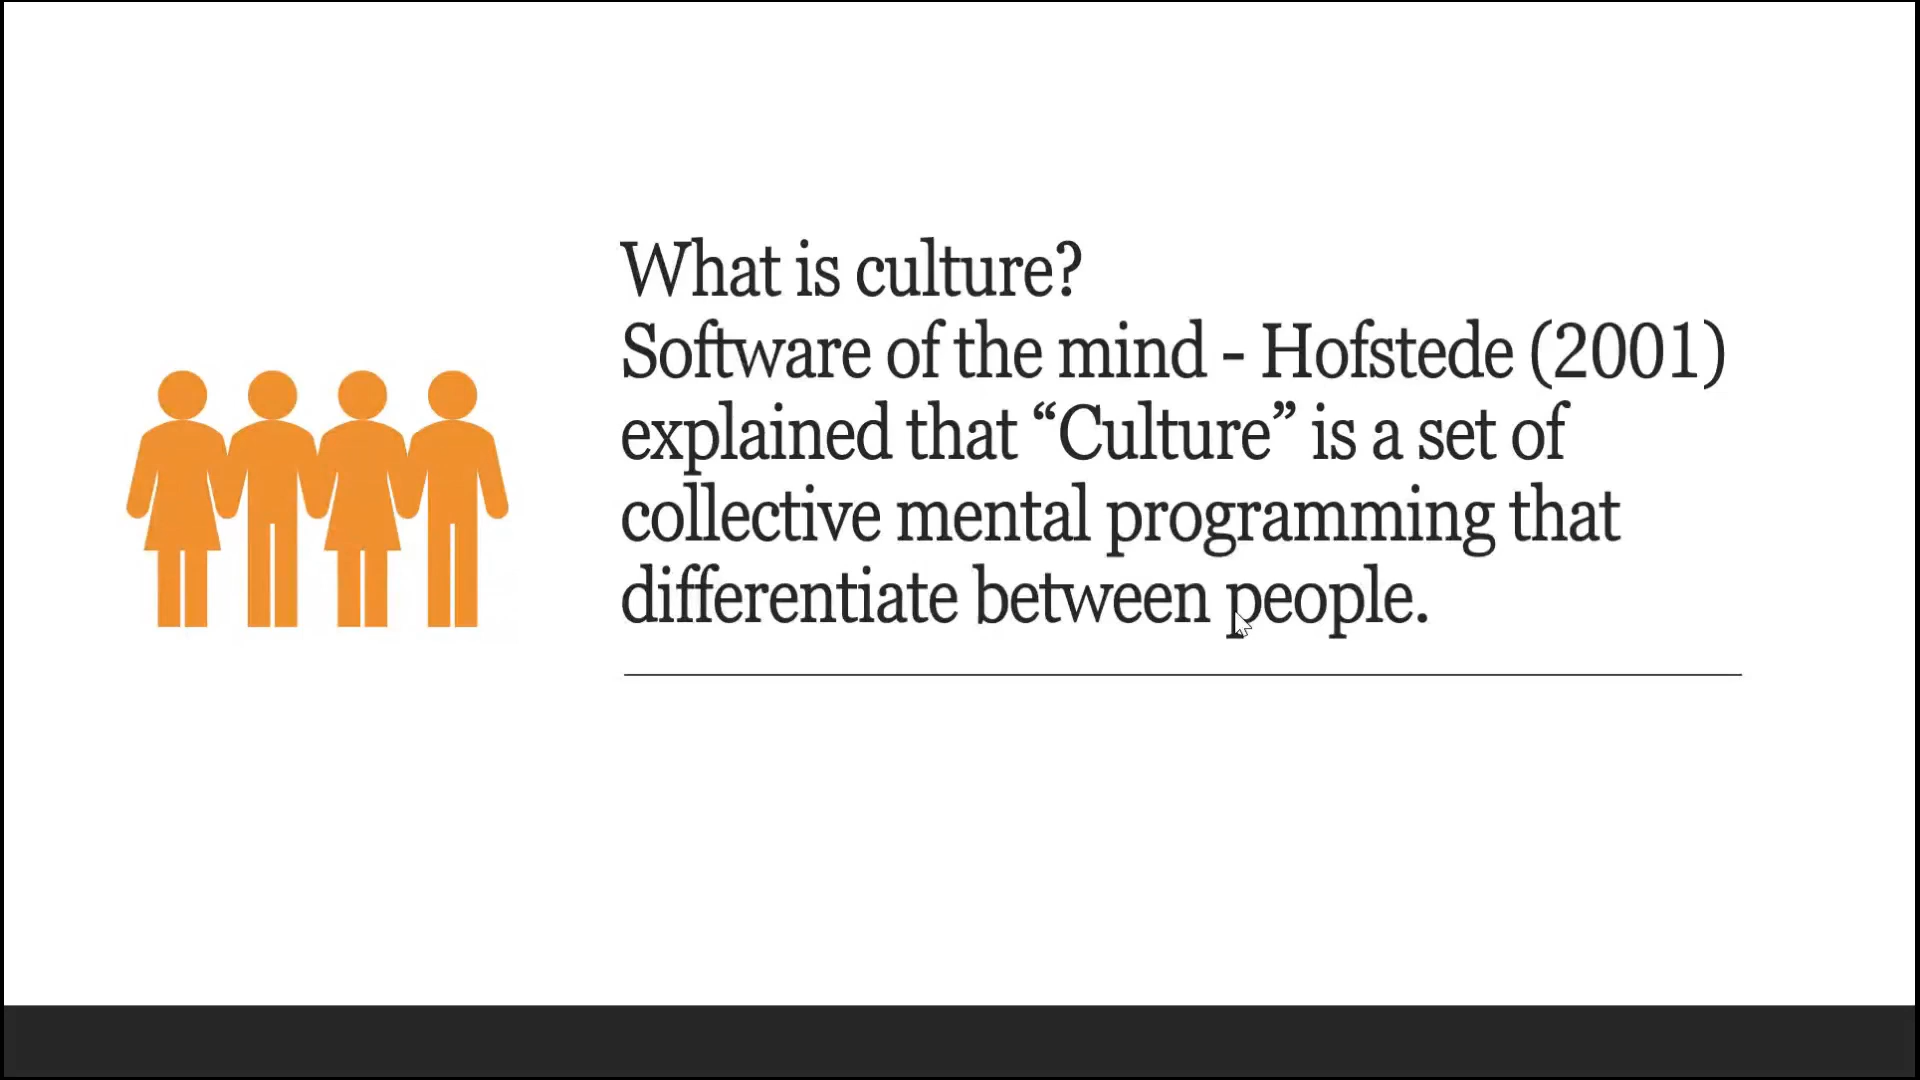 What is culture?
Software of the mind - Hofstede (2001)
explained that “Culture” is a set of
collective mental programming that
differentiate between people.